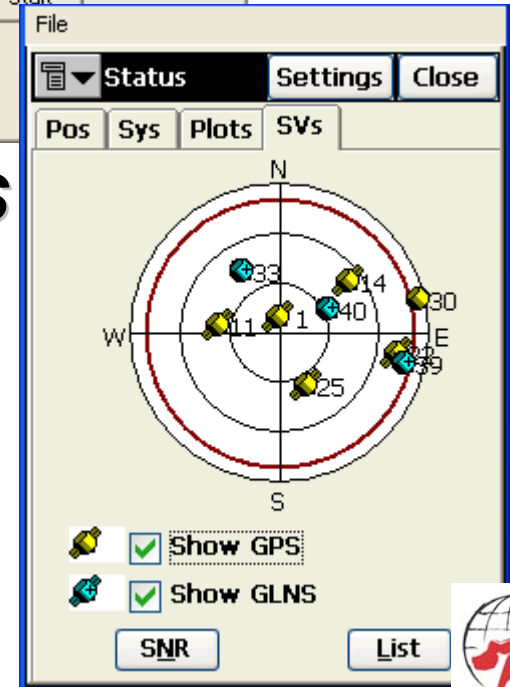 Start
File
Status Settings Close
Pos Sys Plots SVs
N
33 14
30
40
1
11
W E
39
25
S
Show GPS
Show GLNS
SNR List